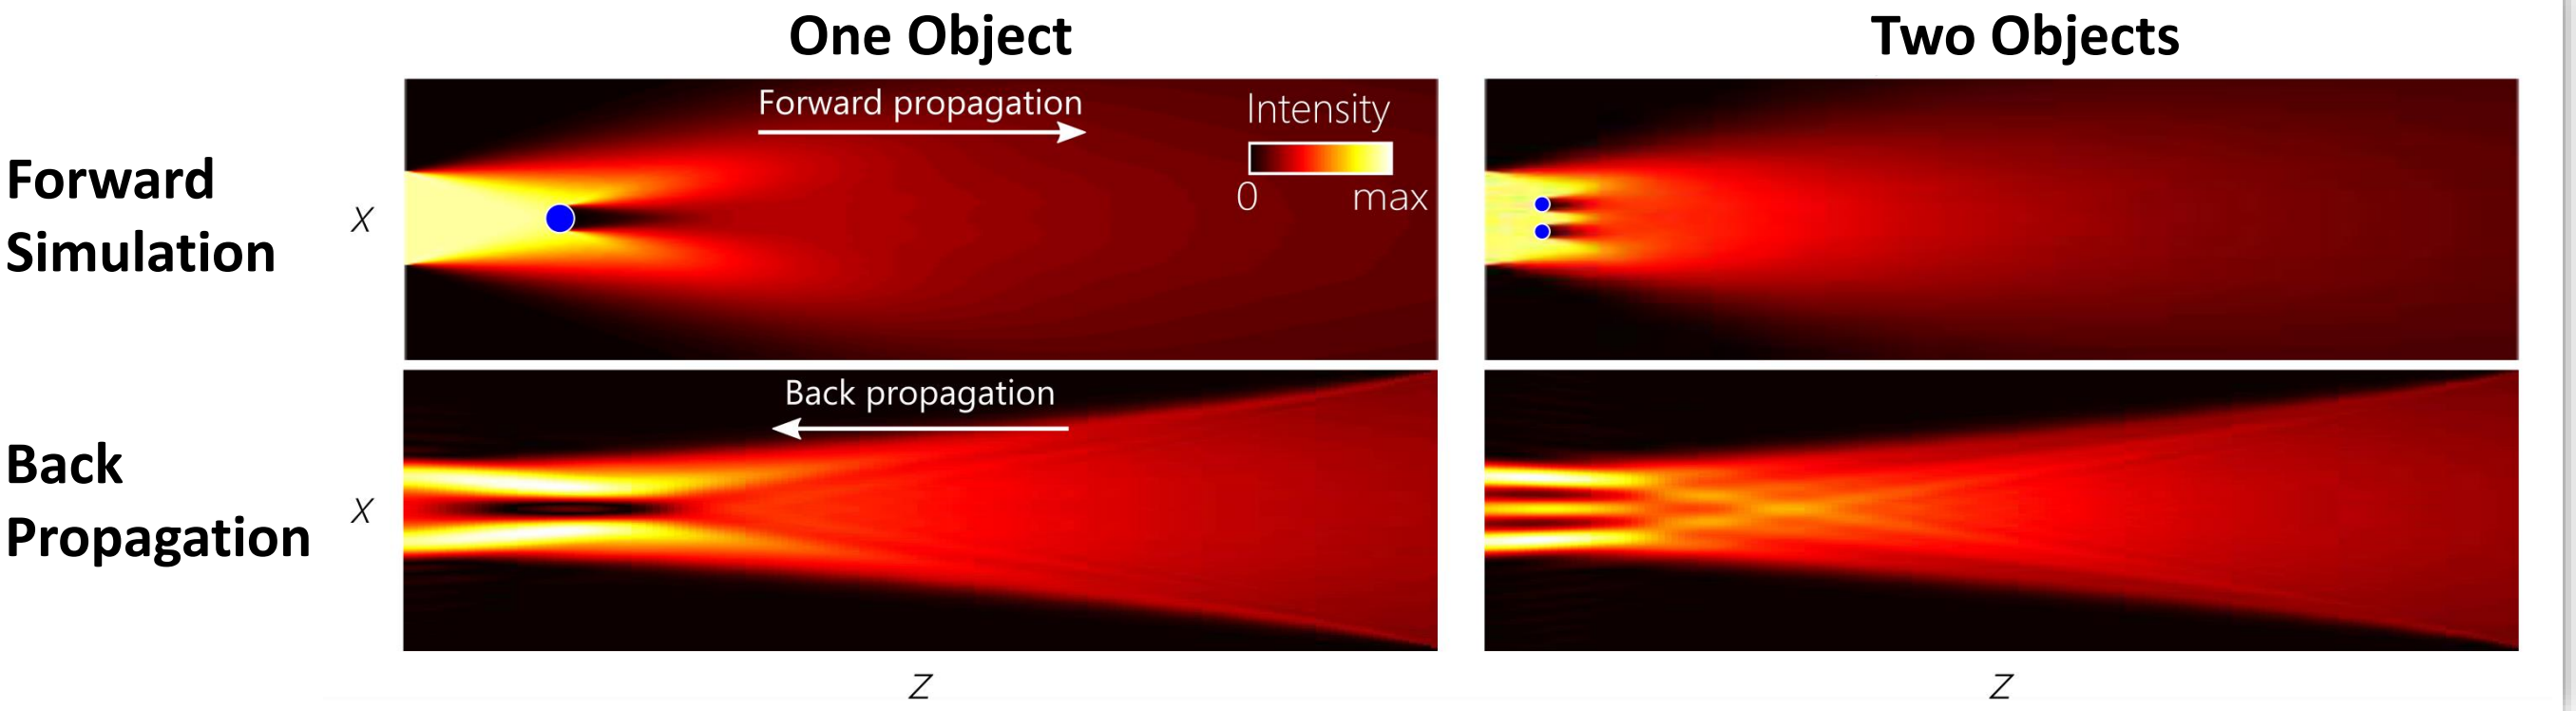 One Object
Two Objects
Forward
Simulation
X
Forward propagation
Intensity
0 max
Back
Propagation
X
Back propagation
Z
Z